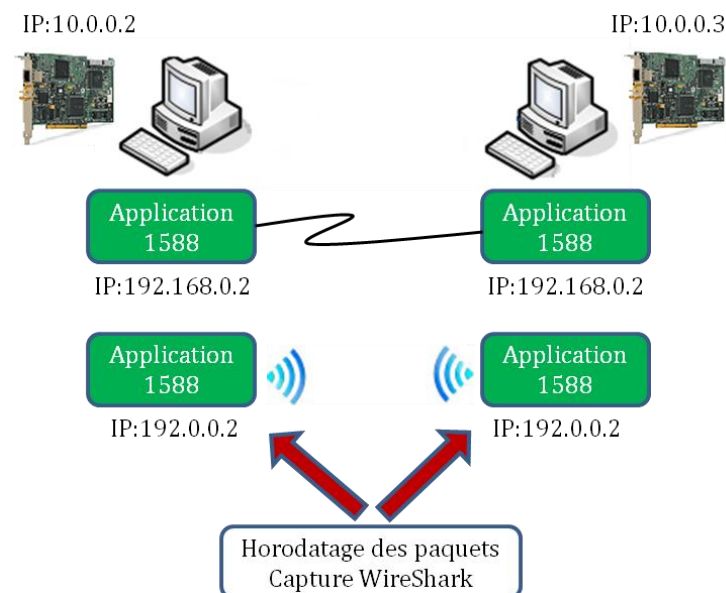 IP:10.0.0.2
IP:10.0.0.3
Application
1588
Application
1588
IP:192.168.0.2
IP:192.168.0.2
Application
1588
Application
1588
IP:192.0.0.2
IP:192.0.0.2
Horodatage des paquets
Capture WireShark